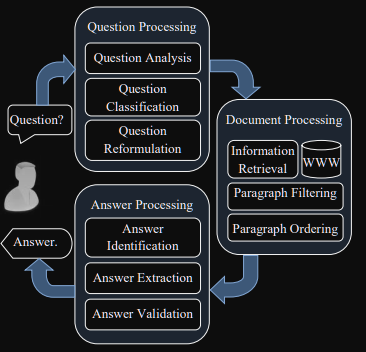 Question Processing
Question Analysis
Question
Classification
Question
Reformulation
Question?
Document Processing
Information
Retrieval
WWW
Paragraph Filtering
Paragraph Ordering
Answer Processing
Answer
Identification
Answer Extraction
Answer Validation
Answer.